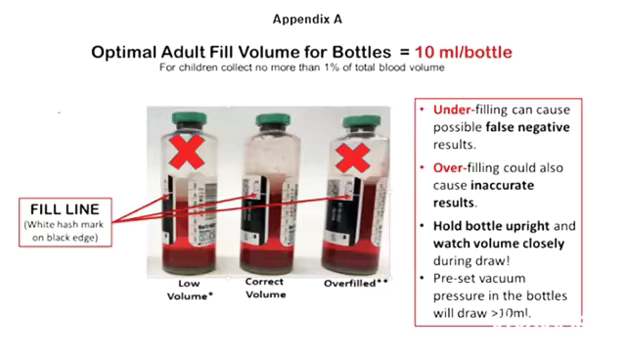 Appendix A
Optimal Adult Fill Volume for Bottles = 10 ml/bottle
For children collect no more than 1% of total blood volume
FILL LINE
(White hash mark
on black edge)
Low
Volume*
Correct
Volume
Overfilled**
• Under-filling can cause
possible false negative
results.
• Over-filling could also
cause inaccurate
results.
• Hold bottle upright and
watch volume closely
during draw!
• Pre-set vacuum
pressure in the bottles
will draw >10ml.